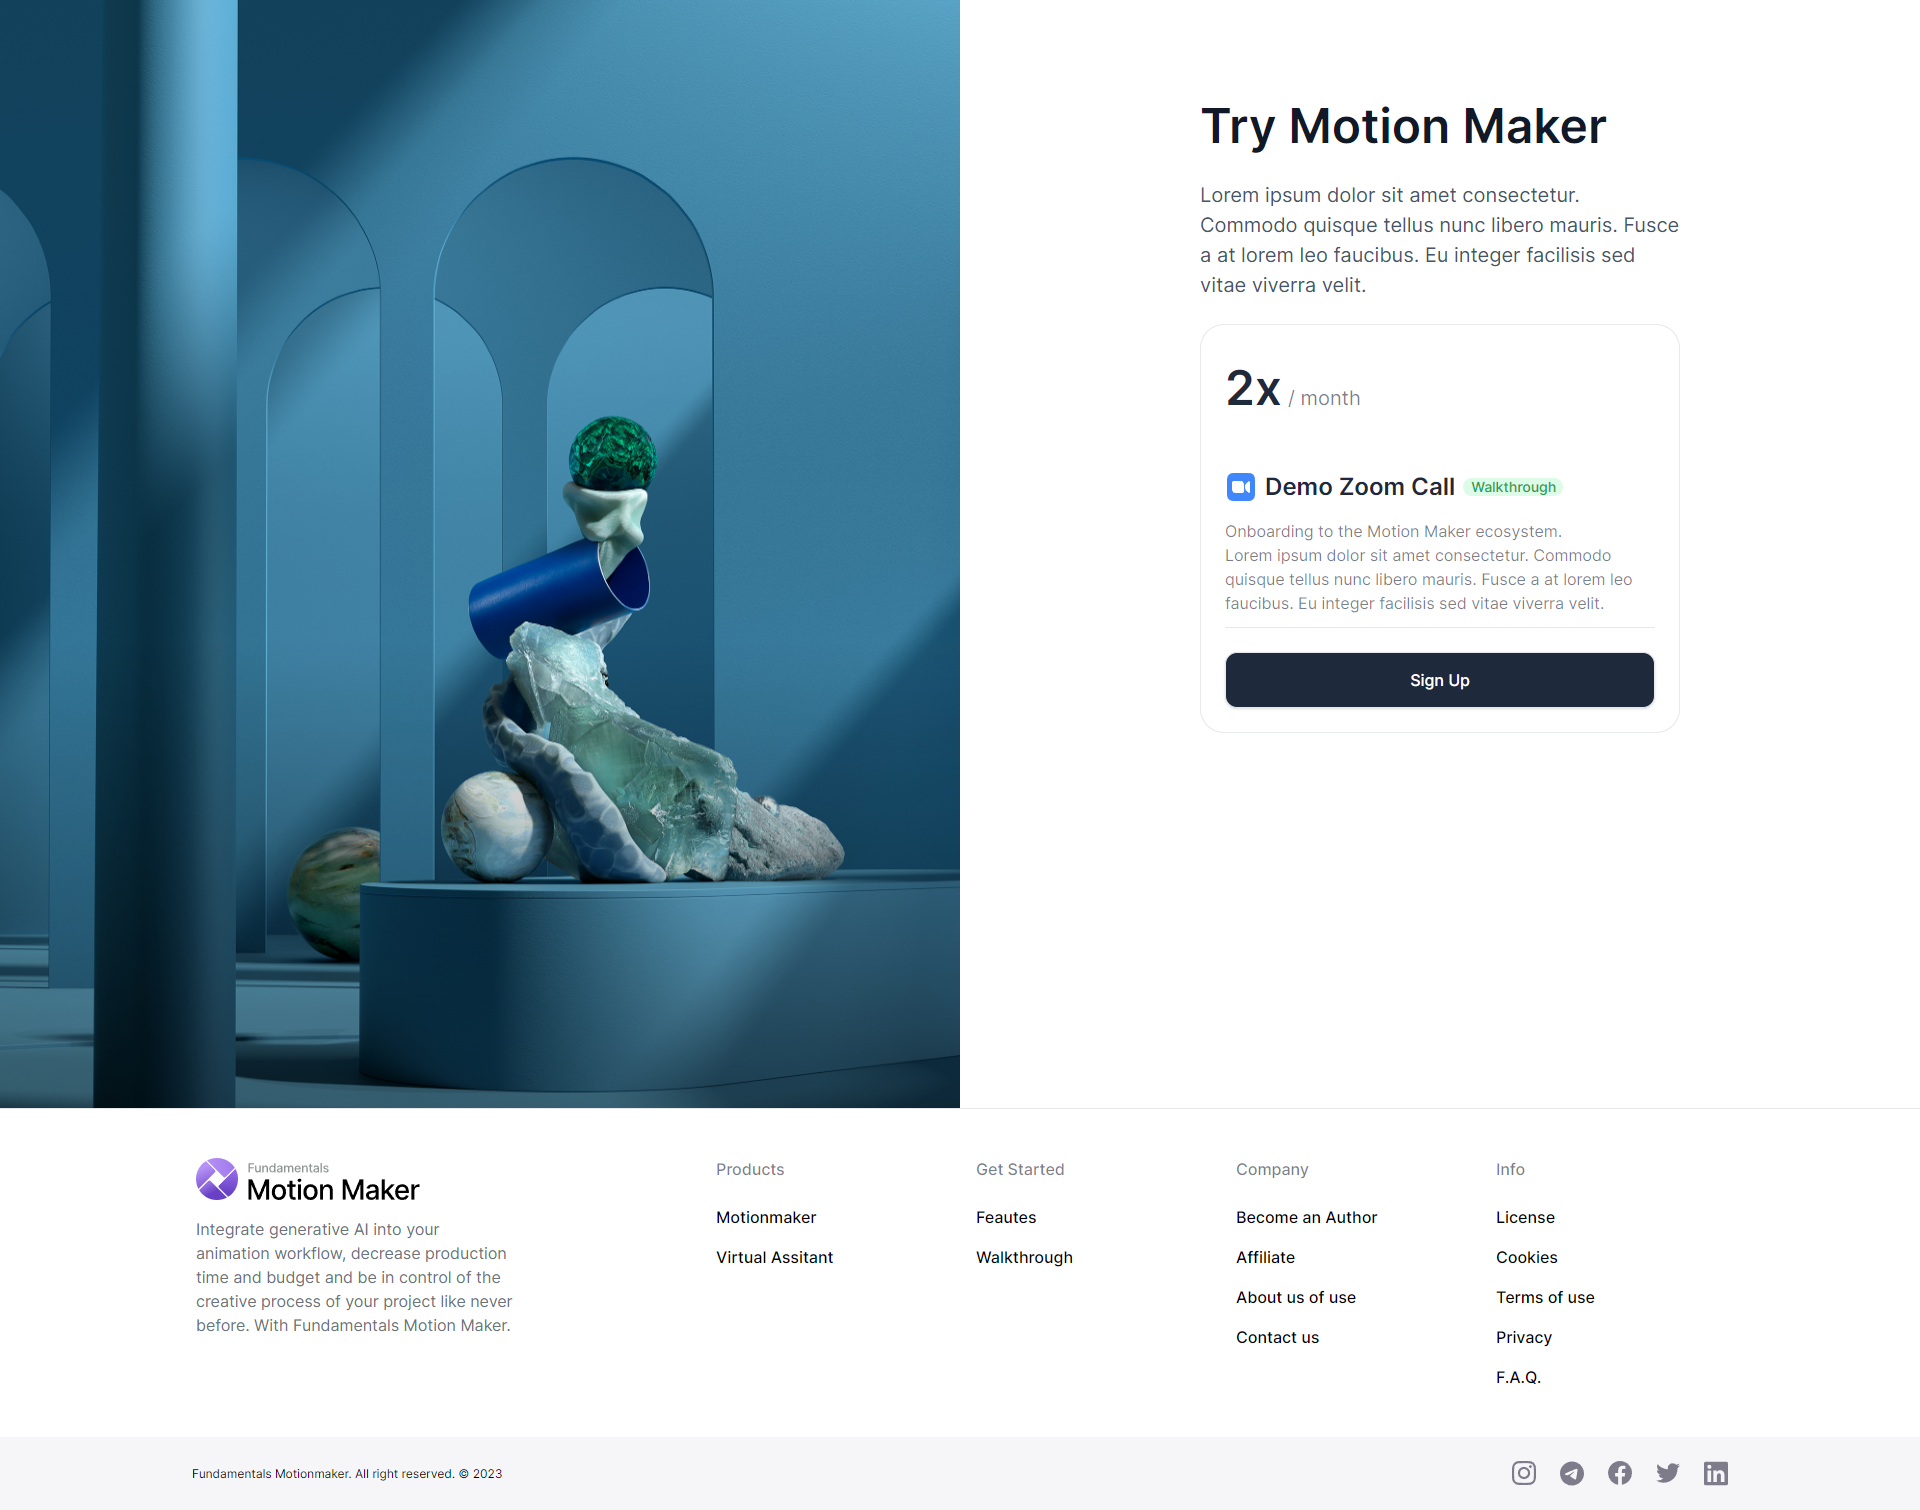 Try Motion Maker
Lorem ipsum dolor sit amet consectetur.
Commodo quisque tellus nunc libero mauris. Fusce
a at lorem leo faucibus. Eu integer facilisis sed
vitae viverra velit.
2x / month
Demo Zoom Call Walkthrough
Onboarding to the Motion Maker ecosystem.
Lorem ipsum dolor sit amet consectetur. Commodo
quisque tellus nunc libero mauris. Fusce a at lorem leo
faucibus. Eu integer facilisis sed vitae viverra velit.
Sign Up
Fundamentals
Motion Maker
Integrate generative AI into your
animation workflow, decrease production
time and budget and be in control of the
creative process of your project like never
before. With Fundamentals Motion Maker.
Products
Motionmaker
Virtual Assitant
Get Started
Feautes
Walkthrough
Company
Become an Author
Affiliate
About us of use
Contact us
Info
License
Cookies
Terms of use
Privacy
F.A.Q.
Fundamentals Motionmaker. All right reserved. © 2023